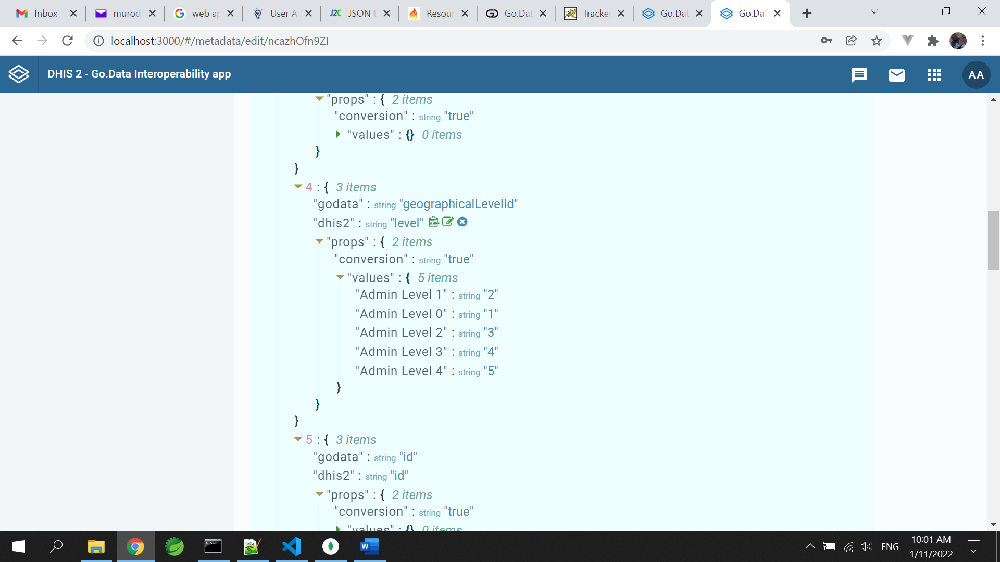 Inbox -
murodl
web ap
User A
J2C JSON t
Resour
Go.Dat
Tracker
Go.Dat
Go.Dat
localhost:3000/#/metadata/edit/ncazhOfn9ZI
DHIS 2 - Go.Data Interoperability app
AA
"props" : { 2 items
"conversion" : string "true"
"values" : {} 0 items
}
}
4 : { 3 items
"godata" : string "geographicalLevelId"
"dhis2" : string "level"
"props" : { 2 items
"conversion" : string "true"
"values" : { 5 items
"Admin Level 1" : string "2"
"Admin Level 0" : string "1"
"Admin Level 2" : string "3"
"Admin Level 3" : string "4"
"Admin Level 4" : string "5"
}
}
}
5 : { 3 items
"godata" : string "id"
"dhis2" : string "id"
"props" : { 2 items
"conversion" : string "true"
"values" : {} 0 items
ENG
10:01 AM
1/11/2022